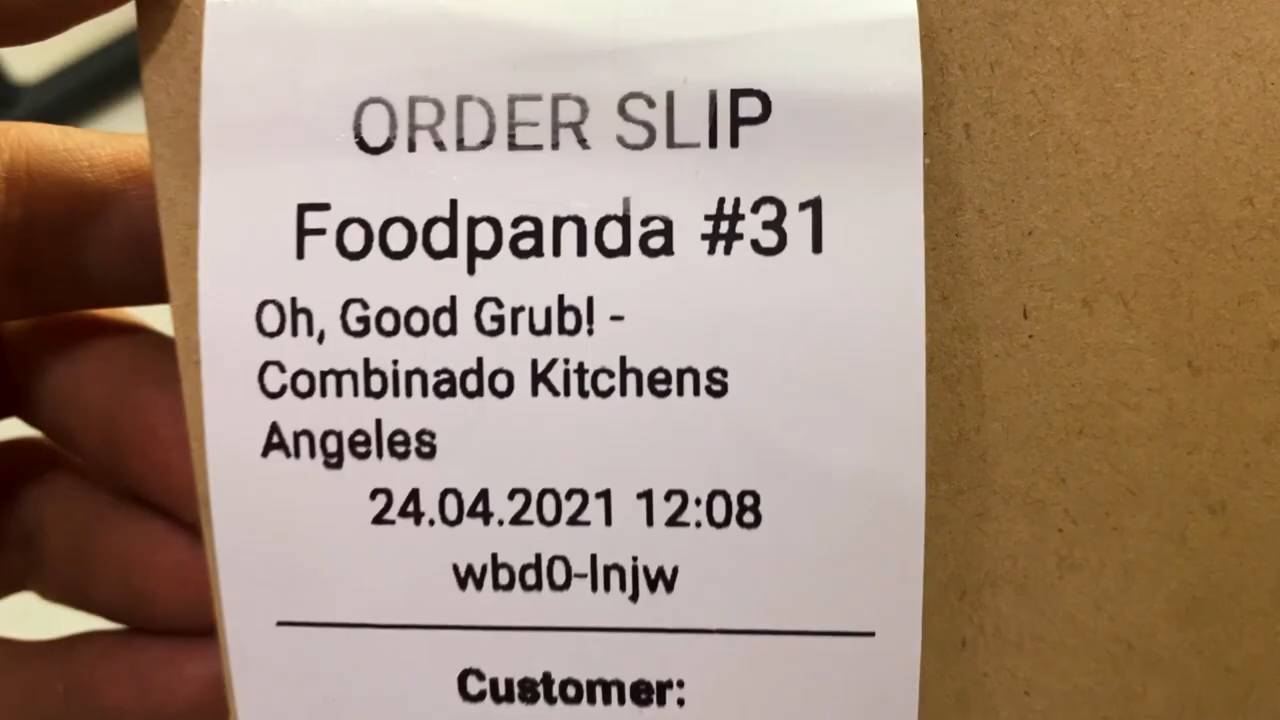 ORDER SLIP
Foodpanda #31
Oh, Good Grub! -
Combinado Kitchens
Angeles
24.04.2021 12:08
wbd0-lnjw
Customer: